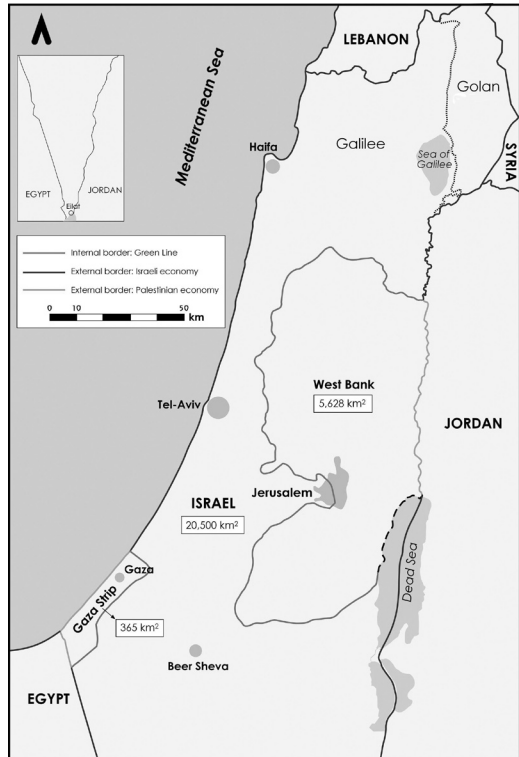 LEBANON
Golan
Mediterranean Sea
Haifa
Galilee
Sea of
Galilee
SYRIA
EGYPT
JORDAN
Eilat
Internal border: Green Line
External border: Israeli economy
External border: Palestinian economy
0 10 50
km
West Bank
5,628 km²
Tel-Aviv
JORDAN
Jerusalem
ISRAEL
20,500 km²
Gaza
Gaza Strip
365 km²
Dead Sea
Beer Sheva
EGYPT